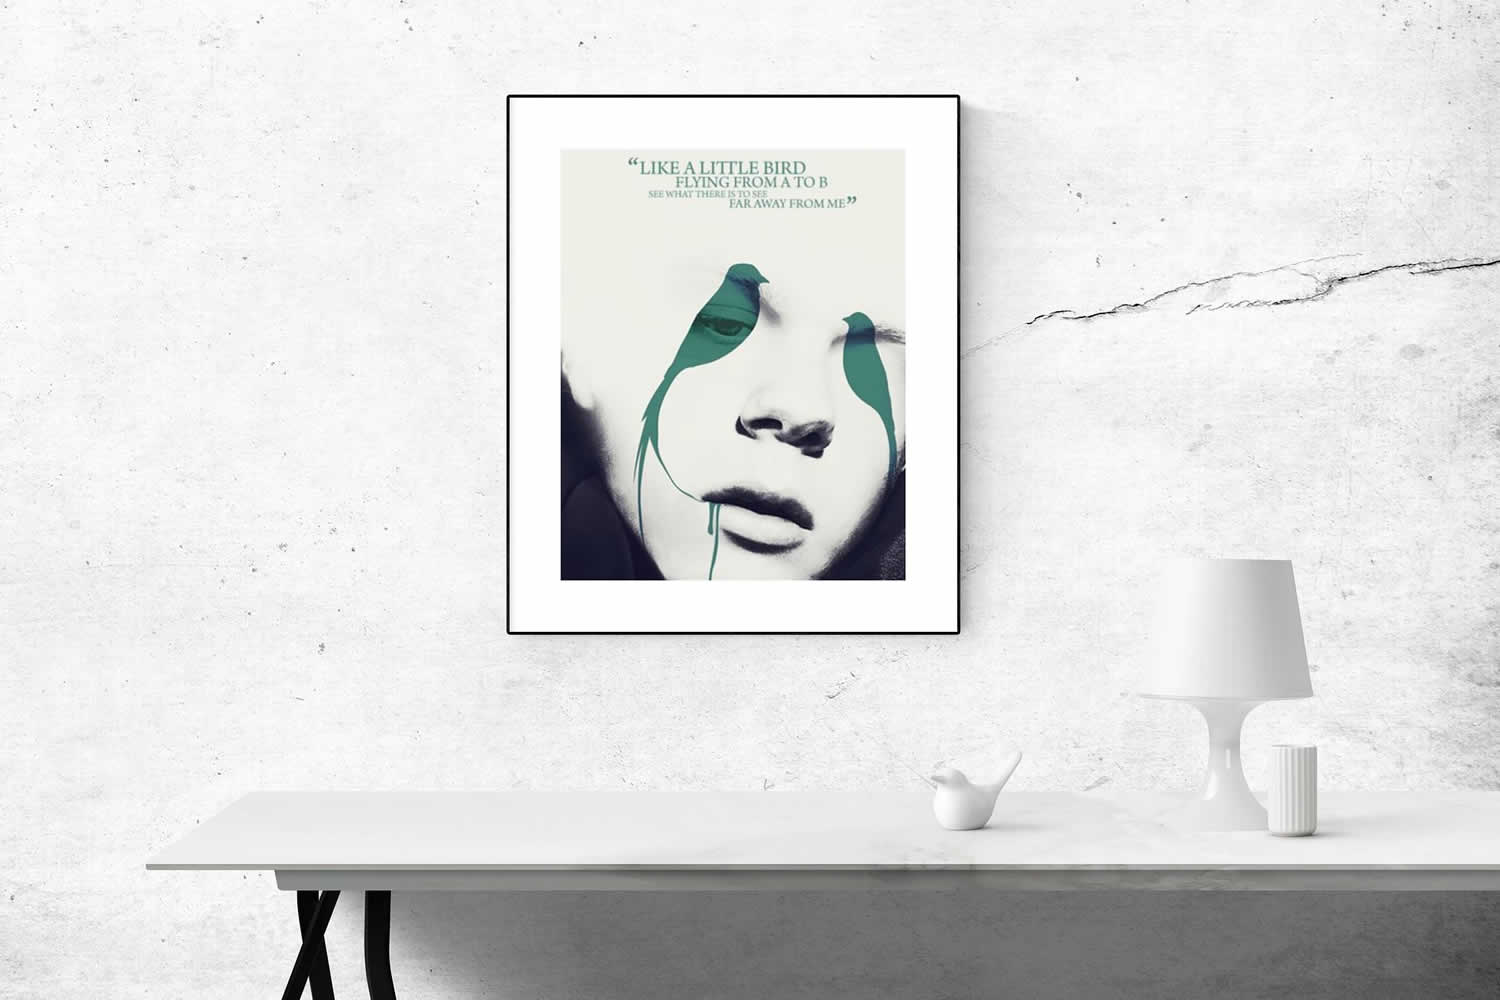 “LIKE A LITTLE BIRD
FLYING FROM A TO B
SEE WHAT THERE IS TO SEE
FAR AWAY FROM ME”